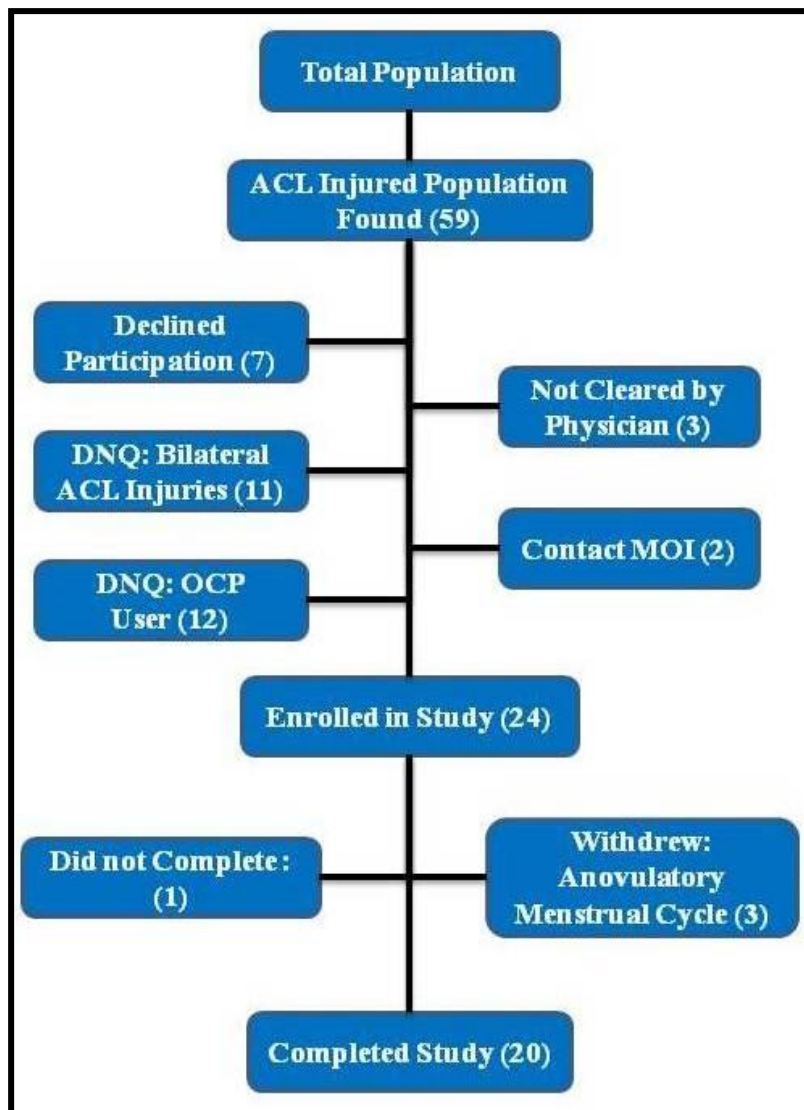 Total Population
ACL Injured Population
Found (59)
Declined
Participation (7)
Not Cleared by
Physician (3)
DNQ: Bilateral
ACL Injuries (11)
Contact MOI (2)
DNQ: OCP
User (12)
Enrolled in Study (24)
Did not Complete:
(1)
Withdrew:
Anovulatory
Menstrual Cycle (3)
Completed Study (20)